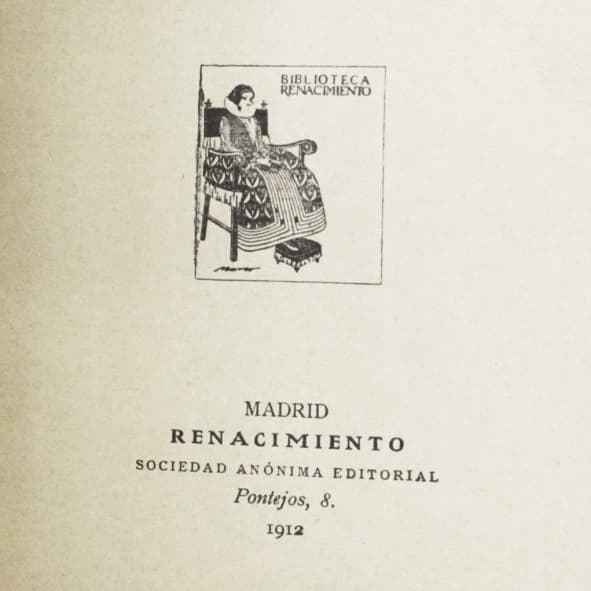 BIBLIOTECA
RENACIMIENTO
MADRID
RENACIMIENTO
SOCIEDAD ANÓNIMA EDITORIAL
Pontejos, 8.
1912